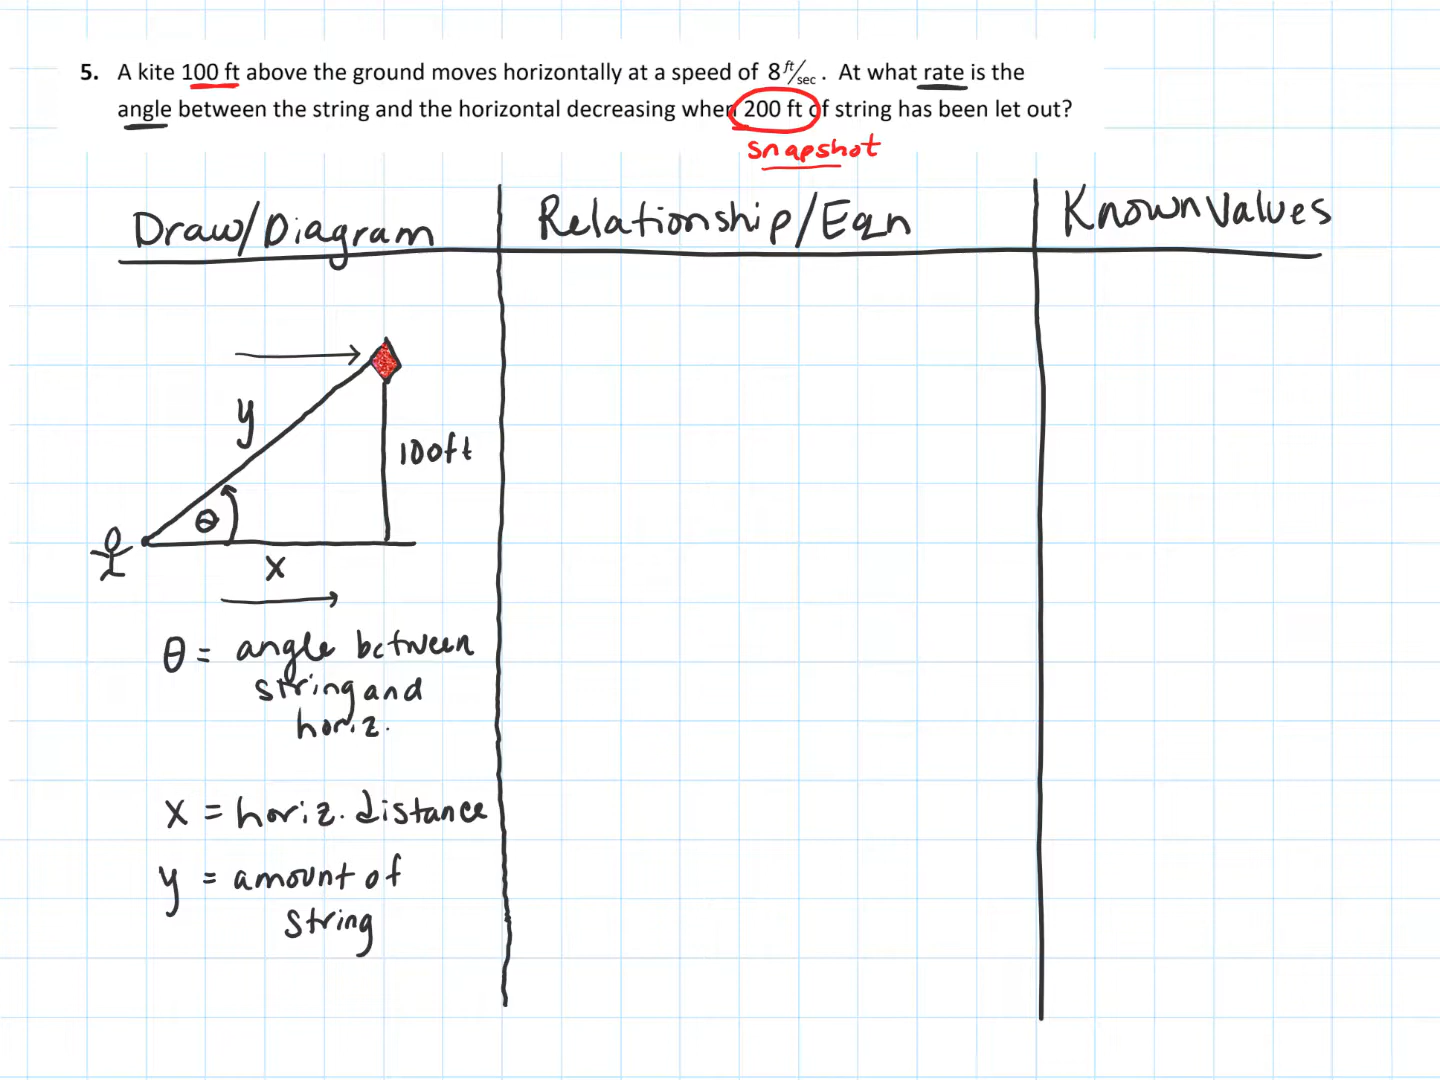 5. A kite 100 ft above the ground moves horizontally at a speed of 8 ft/sec. At what rate is the
angle between the string and the horizontal decreasing when 200 ft of string has been let out?
snapshot
Draw/Diagram Relationship/Eqn Known Values
y
100ft
θ
x
θ = angle between
string and
horiz.
x = horiz. distance
y = amount of
string